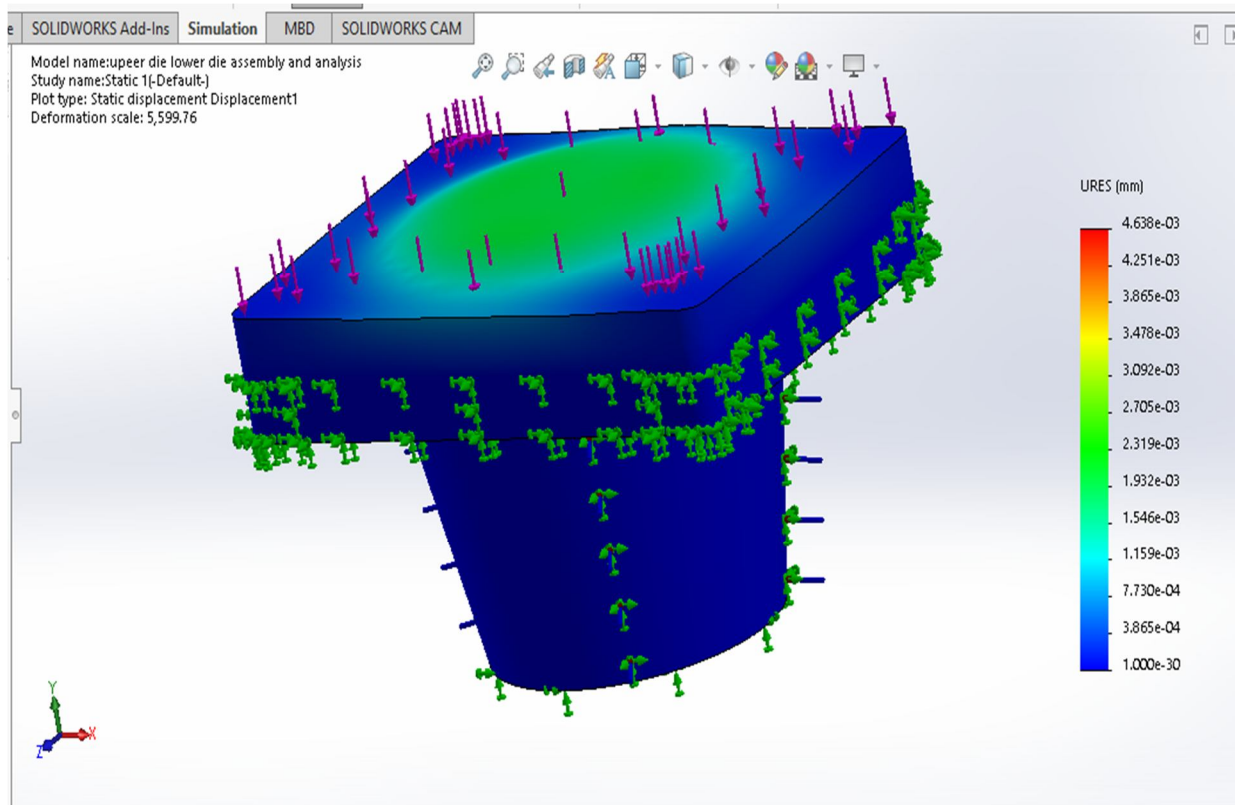 e SOLIDWORKS Add-Ins Simulation MBD SOLIDWORKS CAM
Model name:upeer die lower die assembly and analysis
Study name:Static 1(-Default-)
Plot type: Static displacement Displacement1
Deformation scale: 5,599.76
URES (mm)
4.638e-03
4.251e-03
3.865e-03
3.478e-03
3.092e-03
2.705e-03
2.319e-03
1.932e-03
1.546e-03
1.159e-03
7.730e-04
3.865e-04
1.000e-30
Y
X
Z